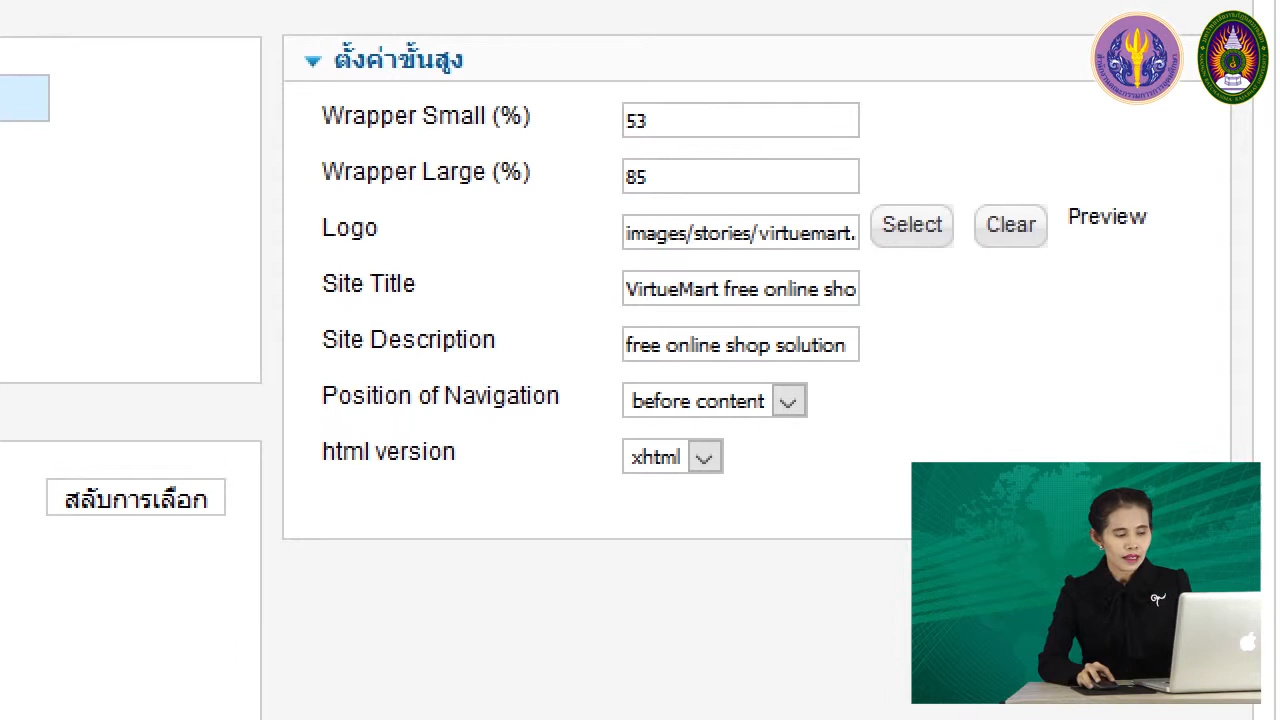 ตั้งค่าขั้นสูง
Wrapper Small (%) 53
Wrapper Large (%) 85
Logo images/stories/virtuemart. Select Clear Preview
Site Title VirtueMart free online sho
Site Description free online shop solution
Position of Navigation before content
html version xhtml
สลับการเลือก